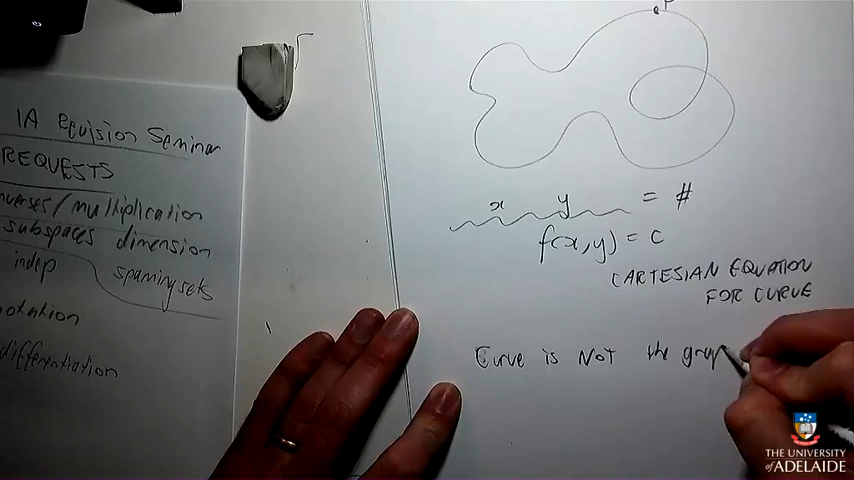 1A Revision Seminar
REQUESTS
nverses/multiplication
subspaces dimension
indep spanning sets
notation
differentiation
P
x y = #
f(x,y) = c
CARTESIAN EQUATION
FOR CURVE
Curve is NOT the grap
THE UNIVERSITY
of ADELAIDE